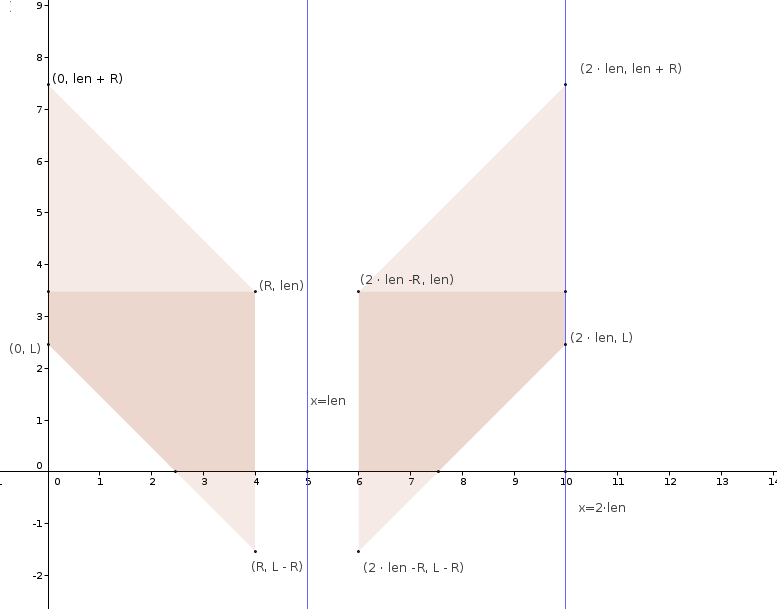 9
8
(2 · len, len + R)
(0, len + R)
7
6
5
4
(2 · len -R, len)
(R, len)
3
(2 · len, L)
(0, L)
2
x=len
1
0
0 1 2 3 4 5 6 7 8 9 10 11 12 13 14
x=2·len
-1
(R, L - R)
(2 · len -R, L - R)
-2